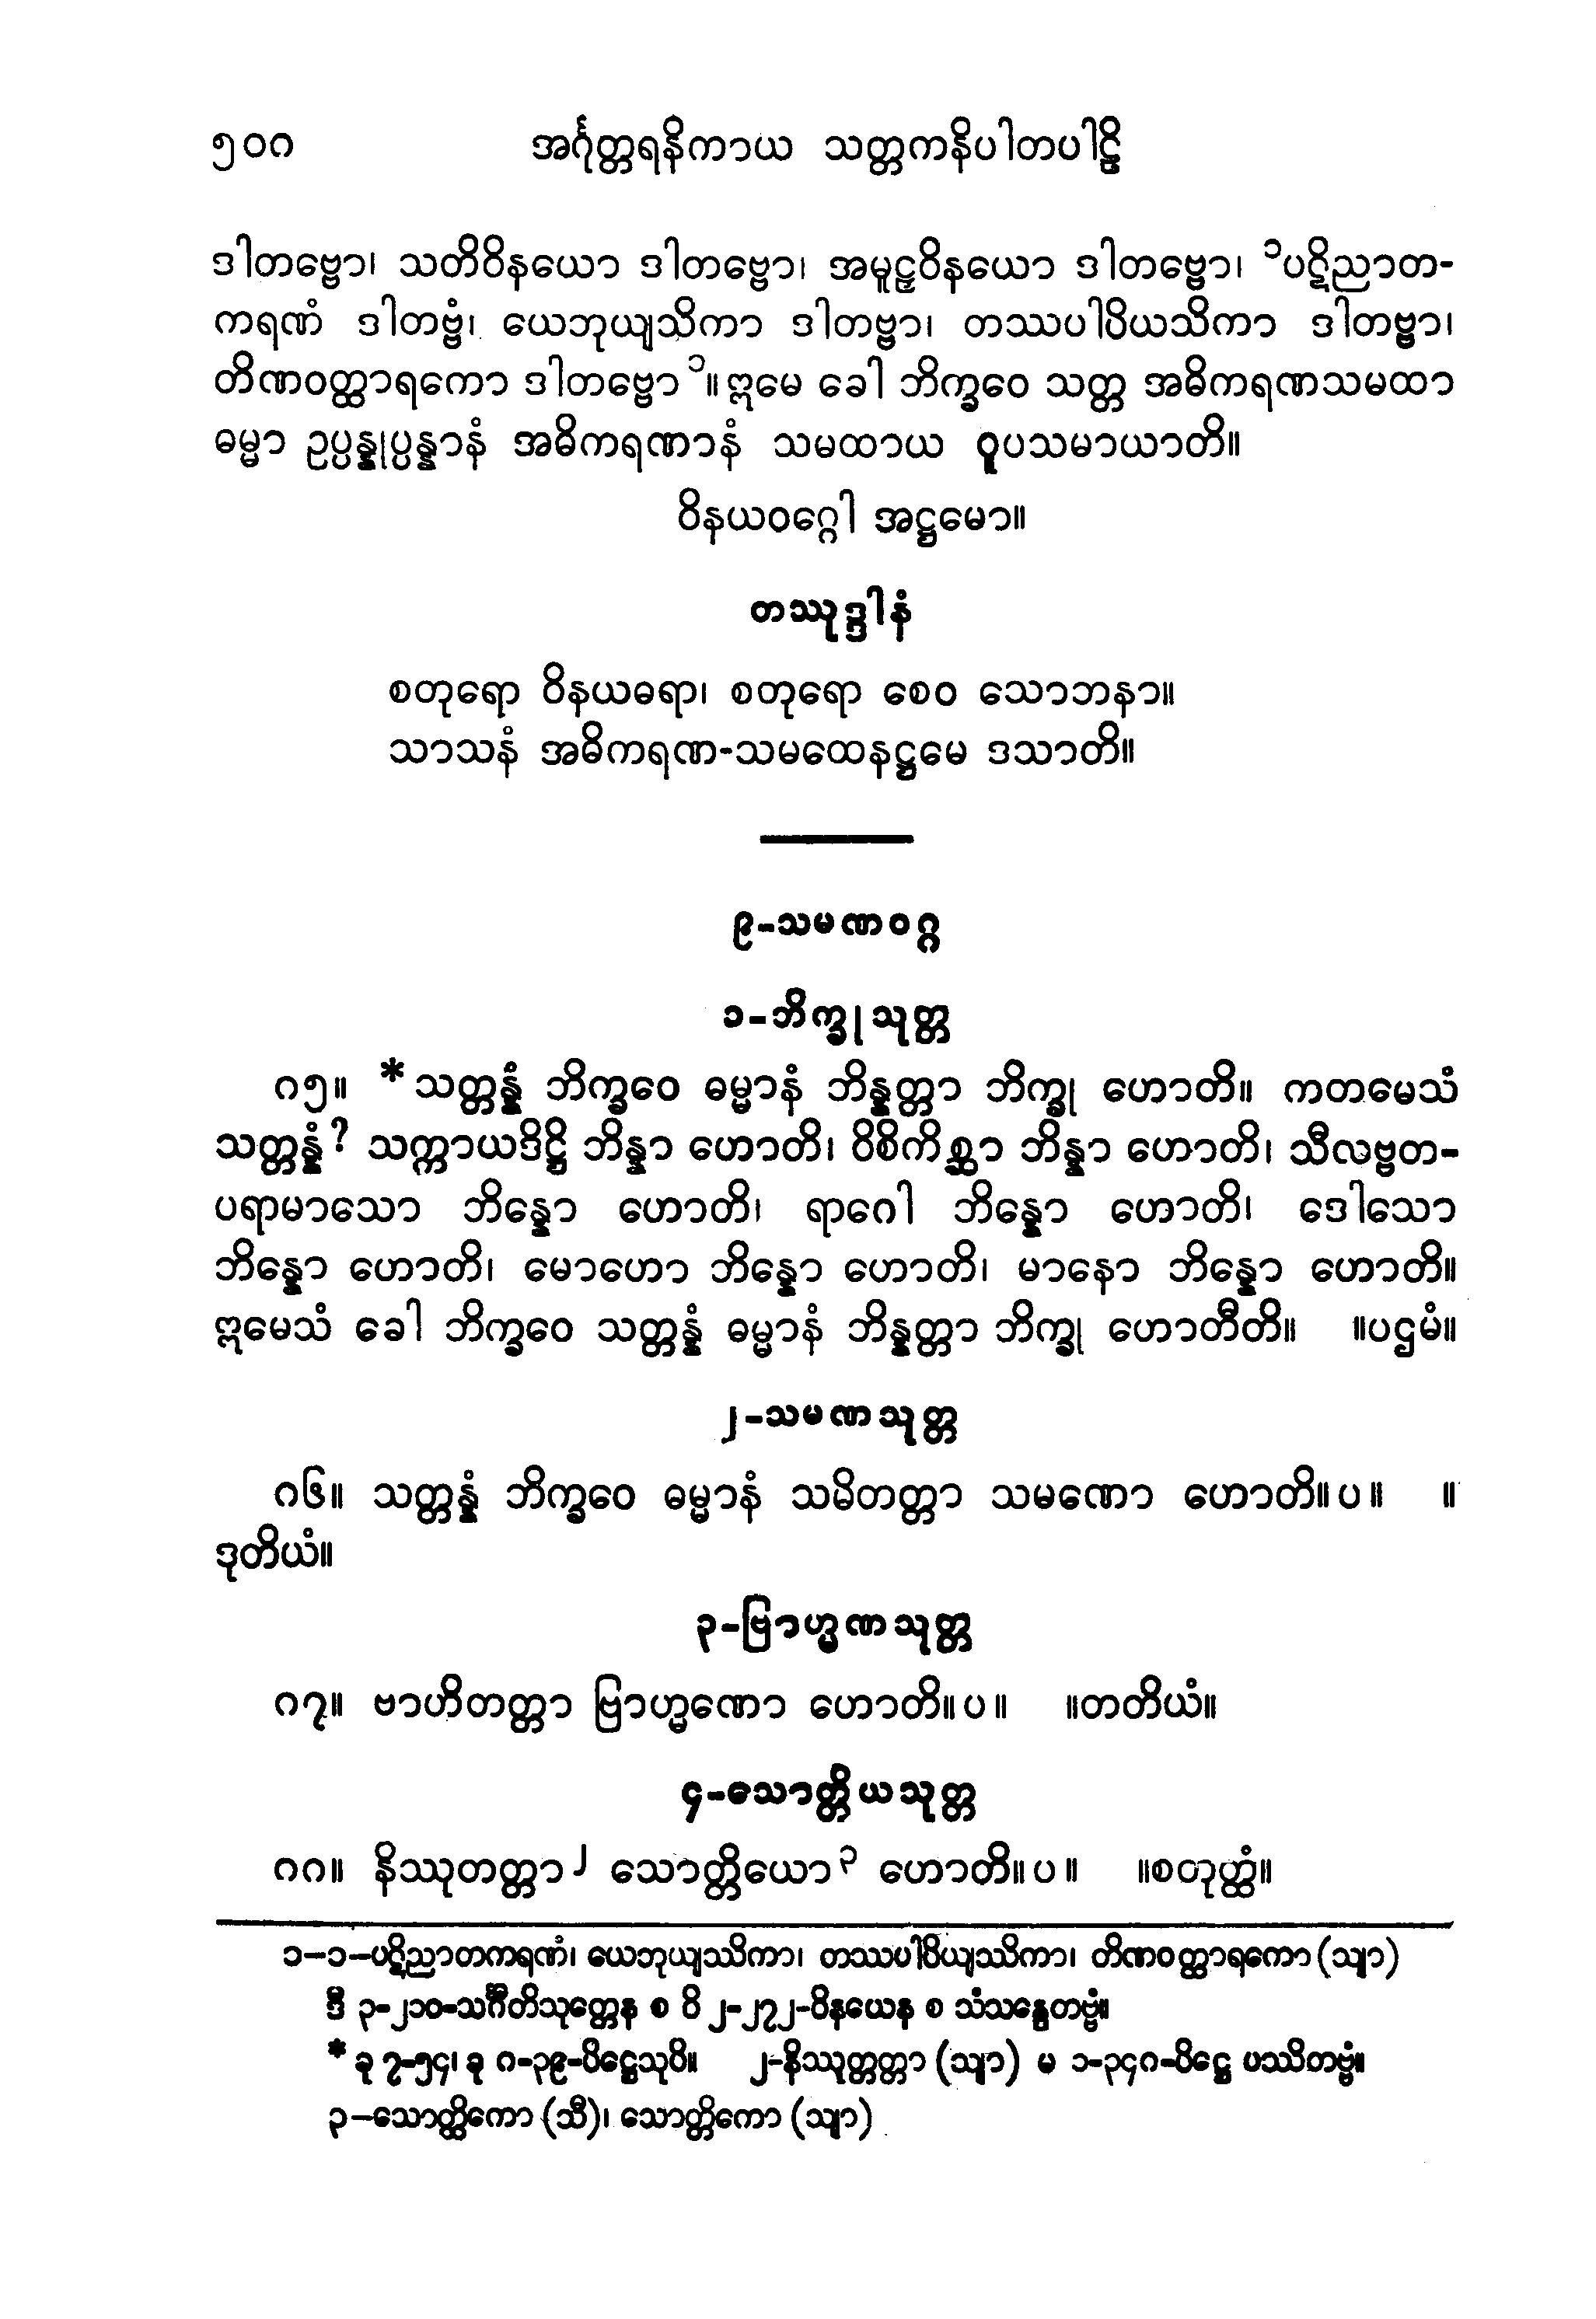 ၅၀၈ အင်္ဂုတ္တရနိကာယ သတ္တကနိပါတပါဠိ
ဒါတဗ္ဗော၊ သတိဝိနယော ဒါတဗ္ဗော၊ အမူဠှဝိနယော ဒါတဗ္ဗော၊ ၁ပဋိညာတ-
ကရဏံ ဒါတဗ္ဗံ၊ ယေဘုယျသိကာ ဒါတဗ္ဗာ၊ တဿပါပိယသိကာ ဒါတဗ္ဗာ၊
တိဏဝတ္ထာရကော ဒါတဗ္ဗော၁။ ဣမေ ခေါ ဘိက္ခဝေ သတ္တ အဓိကရဏသမထာ
ဓမ္မာ ဥပ္ပန္နုပ္ပန္နာနံ အဓိကရဏာနံ သမထာယ ဝူပသမာယာတိ။
ဝိနယဝဂ္ဂေါ အဋ္ဌမော။
တဿုဒ္ဒါနံ
စတုရော ဝိနယဓရာ၊ စတုရော စေဝ သောဘနာ။
သာသနံ အဓိကရဏ-သမထေနဋ္ဌမေ ဒသာတိ။
၉-သမဏဝဂ္ဂ
၁-ဘိက္ခုသုတ္တ
၈၅။ *သတ္တန္နံ ဘိက္ခဝေ ဓမ္မာနံ ဘိန္နတ္တာ ဘိက္ခု ဟောတိ။ ကတမေသံ
သတ္တန္နံ? သက္ကာယဒိဋ္ဌိ ဘိန္နာ ဟောတိ၊ ဝိစိကိစ္ဆာ ဘိန္နာ ဟောတိ၊ သီလဗ္ဗတ-
ပရာမာသော ဘိန္နော ဟောတိ၊ ရာဂေါ ဘိန္နော ဟောတိ၊ ဒေါသော
ဘိန္နော ဟောတိ၊ မောဟော ဘိန္နော ဟောတိ၊ မာနော ဘိန္နော ဟောတိ။
ဣမေသံ ခေါ ဘိက္ခဝေ သတ္တန္နံ ဓမ္မာနံ ဘိန္နတ္တာ ဘိက္ခု ဟောတီတိ။ ။ပဌမံ။
၂-သမဏသုတ္တ
၈၆။ သတ္တန္နံ ဘိက္ခဝေ ဓမ္မာနံ သမိတတ္တာ သမဏော ဟောတိ။ပ။ ။
ဒုတိယံ။
၃-ဗြာဟ္မဏသုတ္တ
၈၇။ ဗာဟိတတ္တာ ဗြာဟ္မဏော ဟောတိ။ပ။ ။တတိယံ။
၄-သောတ္တိယသုတ္တ
၈၈။ နိဿုတတ္တာ၂ သောတ္တိယော၃ ဟောတိ။ပ။ ။စတုတ္ထံ။
၁-၁-ပဋိညာတကရဏံ၊ ယေဘုယျဿိကာ၊ တဿပါပိယျဿိကာ၊ တိဏဝတ္ထာရကော (သျာ)
ဒီ ၃-၂၁၀-သင်္ဂီတိသုတ္တေန စ ဝိ ၂-၂၇၂-ဝိနယေန စ သံသန္ဒေတဗ္ဗံ။
* ခု ၇-၅၄၊ ခု ၈-၃၉-ပိဋ္ဌေသုပိ။ ၂-နိဿုတ္တတ္တာ (သျာ) မ ၁-၃၄၈-ပိဋ္ဌေ ပဿိတဗ္ဗံ။
၃-သောတ္ထိကော (သီ)၊ သောတ္တိကော (သျာ)